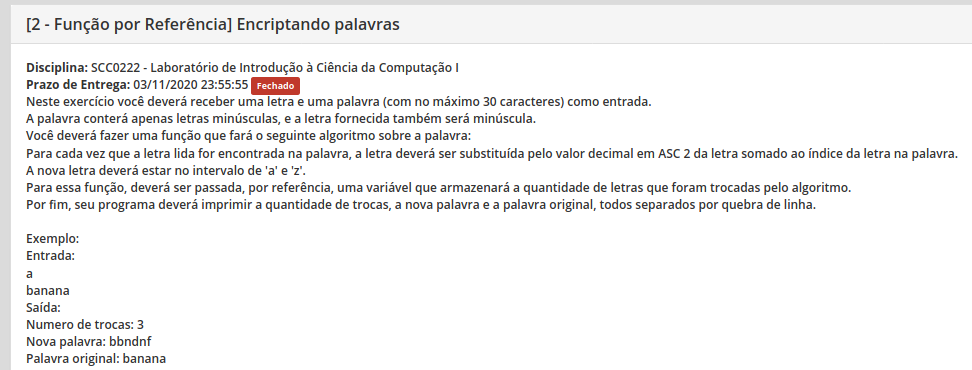 [2 - Função por Referência] Encriptando palavras
Disciplina: SCC0222 - Laboratório de Introdução à Ciência da Computação I
Prazo de Entrega: 03/11/2020 23:55:55 Fechado
Neste exercício você deverá receber uma letra e uma palavra (com no máximo 30 caracteres) como entrada.
A palavra conterá apenas letras minúsculas, e a letra fornecida também será minúscula.
Você deverá fazer uma função que fará o seguinte algoritmo sobre a palavra:
Para cada vez que a letra lida for encontrada na palavra, a letra deverá ser substituída pelo valor decimal em ASC 2 da letra somado ao índice da letra na palavra.
A nova letra deverá estar no intervalo de 'a' e 'z'.
Para essa função, deverá ser passada, por referência, uma variável que armazenará a quantidade de letras que foram trocadas pelo algoritmo.
Por fim, seu programa deverá imprimir a quantidade de trocas, a nova palavra e a palavra original, todos separados por quebra de linha.
Exemplo:
Entrada:
a
banana
Saída:
Numero de trocas: 3
Nova palavra: bbndnf
Palavra original: banana